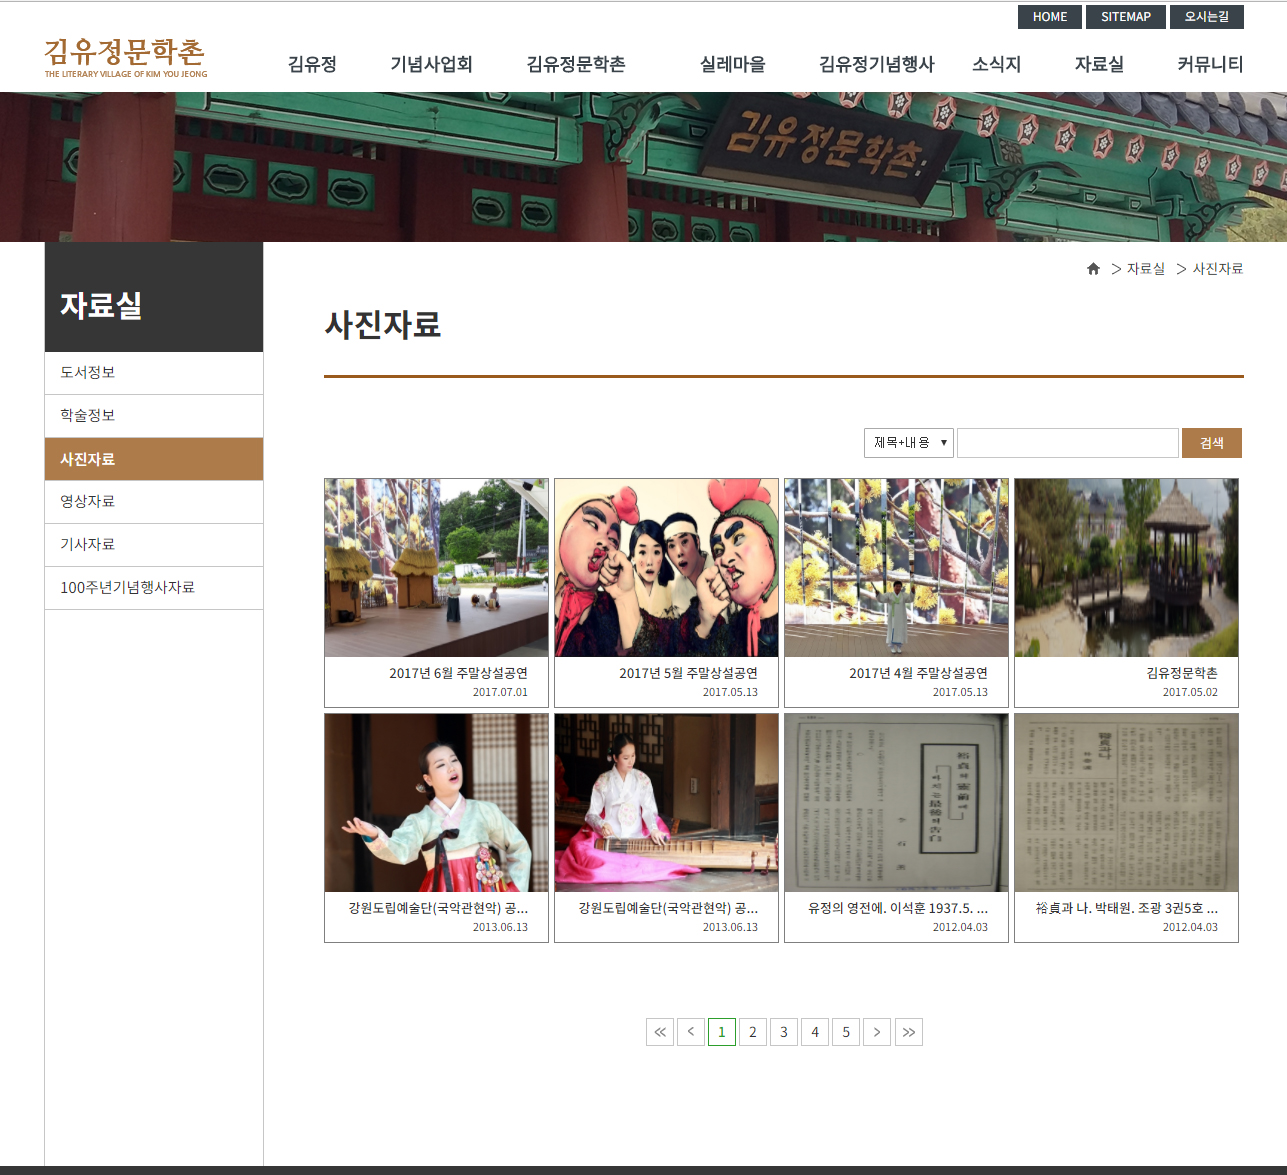 HOME
SITEMAP
오시는길
김유정문학촌
THE LITERARY VILLAGE OF KIM YOU JEONG
김유정
기념사업회
김유정문학촌
실레마을
김유정기념행사
소식지
자료실
커뮤니티
김유정문학촌
자료실
> 자료실 > 사진자료
사진자료
도서정보
학술정보
사진자료
영상자료
기사자료
100주년기념행사자료
제목+내용
검색
2017년 6월 주말상설공연
2017.07.01
2017년 5월 주말상설공연
2017.05.13
2017년 4월 주말상설공연
2017.05.13
김유정문학촌
2017.05.02
강원도립예술단(국악관현악) 공...
2013.06.13
강원도립예술단(국악관현악) 공...
2013.06.13
유정의 영전에. 이석훈 1937.5. ...
2012.04.03
裕貞과 나. 박태원. 조광 3권5호 ...
2012.04.03
<< < 1 2 3 4 5 > >>